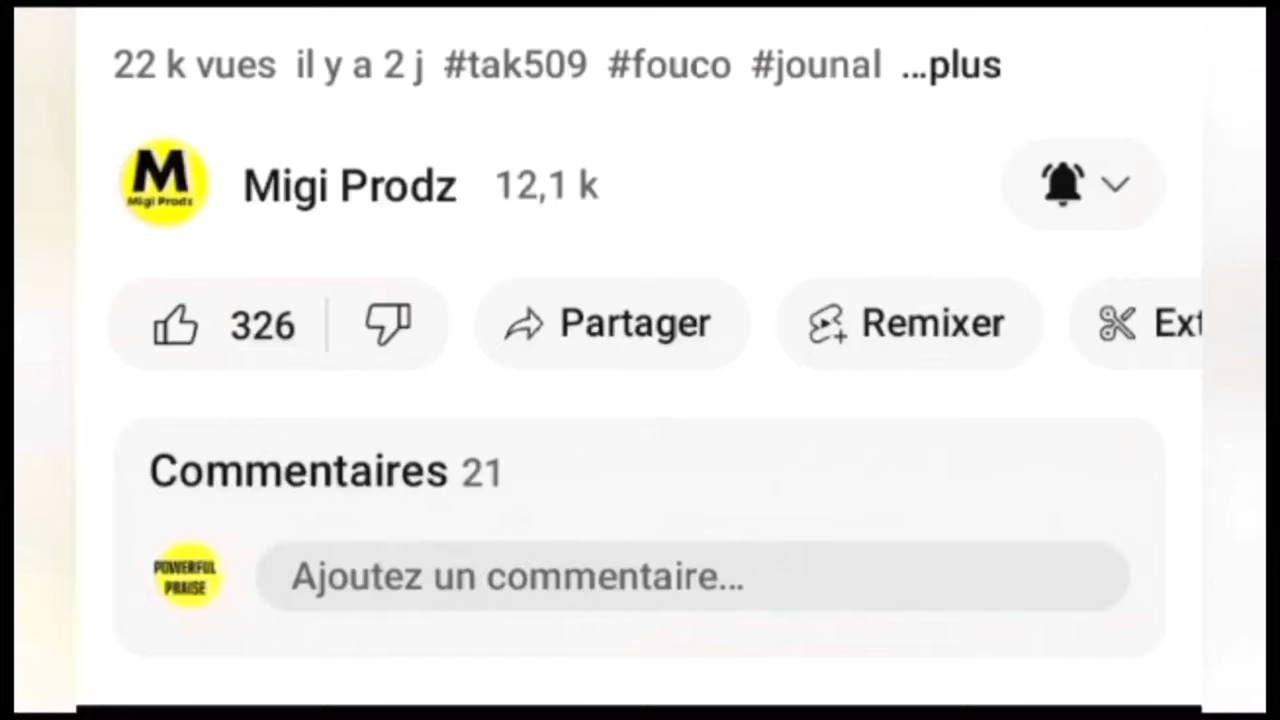 22 k vues il y a 2 j #tak509 #fouco #jounal ...plus
M
Migi Prodz
Migi Prodz 12,1 k
326 Partager Remixer Ext
Commentaires 21
POWERFUL
PRAISE
Ajoutez un commentaire...